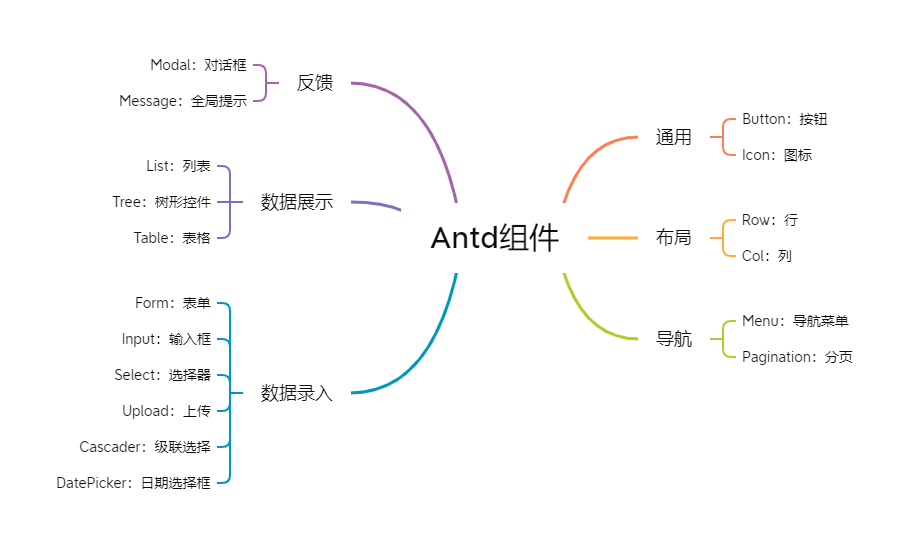 Antd组件
通用
Button：按钮
Icon：图标
布局
Row：行
Col：列
导航
Menu：导航菜单
Pagination：分页
反馈
Modal：对话框
Message：全局提示
数据展示
List：列表
Tree：树形控件
Table：表格
数据录入
Form：表单
Input：输入框
Select：选择器
Upload：上传
Cascader：级联选择
DatePicker：日期选择框